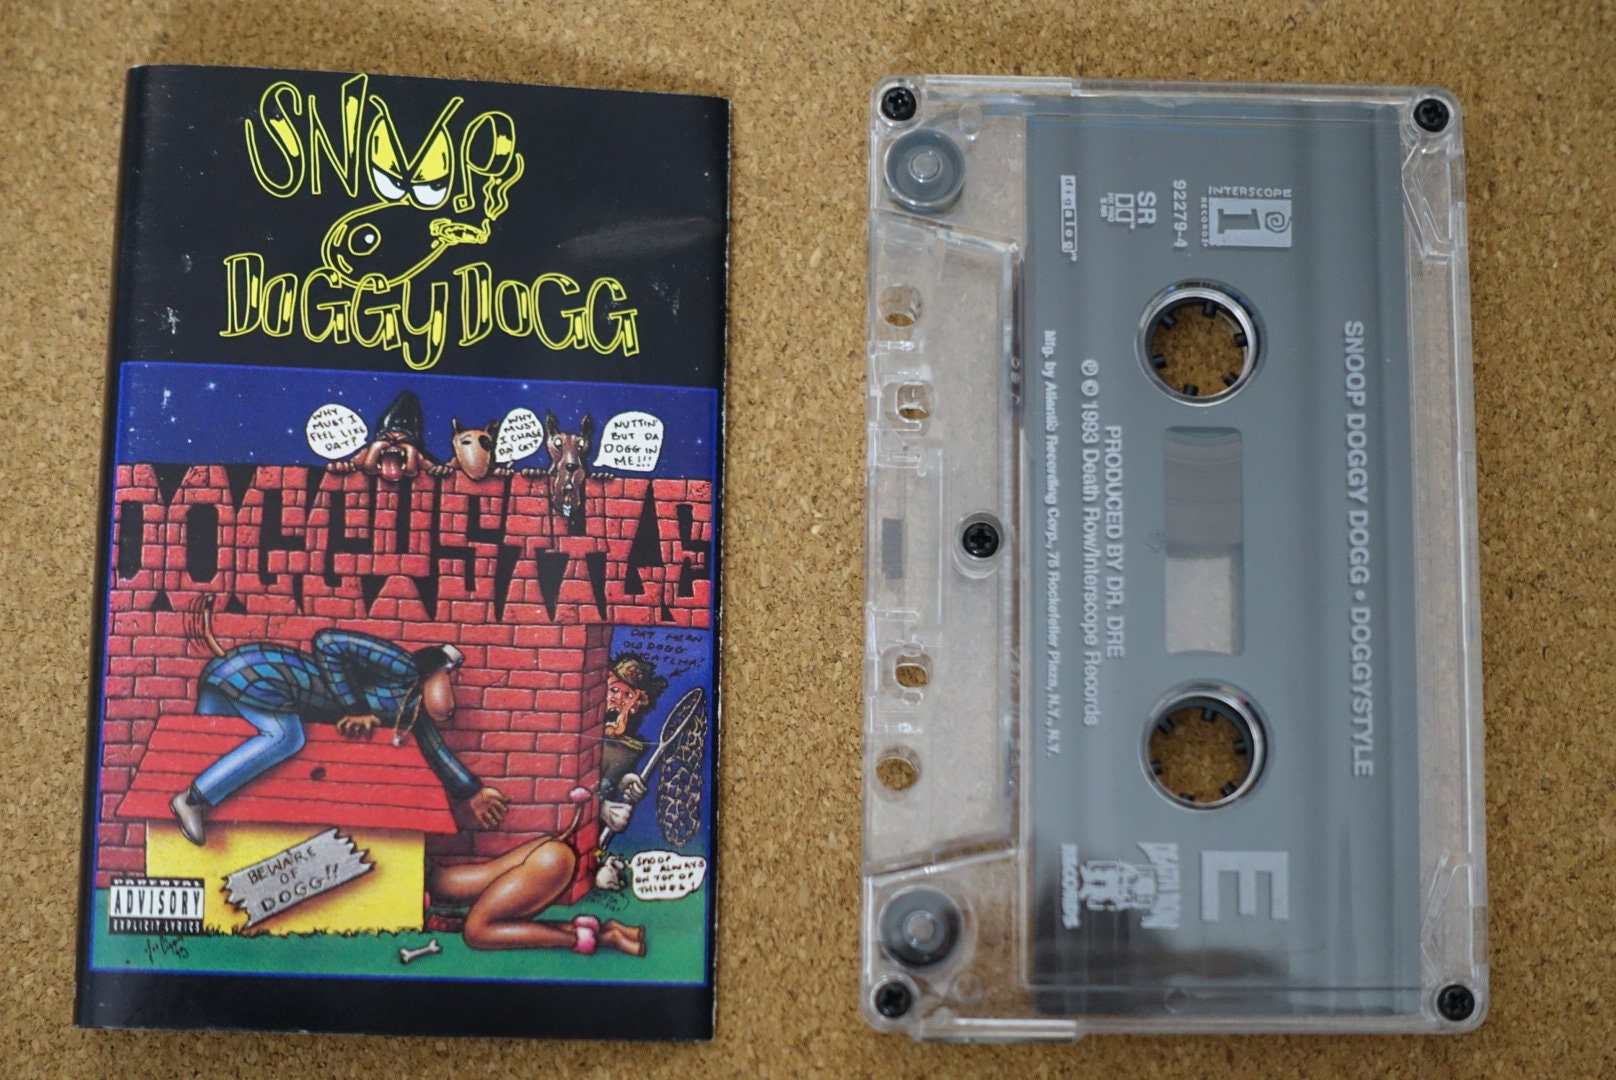 SNOOP
DOGGY DOGG
WHY
MUST I
FEEL LIKE
DAT?
WHY
MUST
I CHASE
DA CAT?
NUTTIN'
BUT DA
DOGG IN
ME!!!
DOGGYSTYLE
DAT MEAN
OLD DOGG
CATCHA!
BEWARE
OF
DOGG!!
SNOOP
IS ALWAYS
ON TOP OF
THINGS!
PARENTAL
ADVISORY
EXPLICIT LYRICS
INTERSCOPE
RECORDS
92279-4
SR
digalog
SNOOP DOGGY DOGG • DOGGYSTYLE
PRODUCED BY DR. DRE
℗ © 1993 Death Row/Interscope Records
Mfg. by Atlantic Recording Corp., 75 Rockefeller Plaza, N.Y., N.Y.
E
DEATH ROW
RECORDS